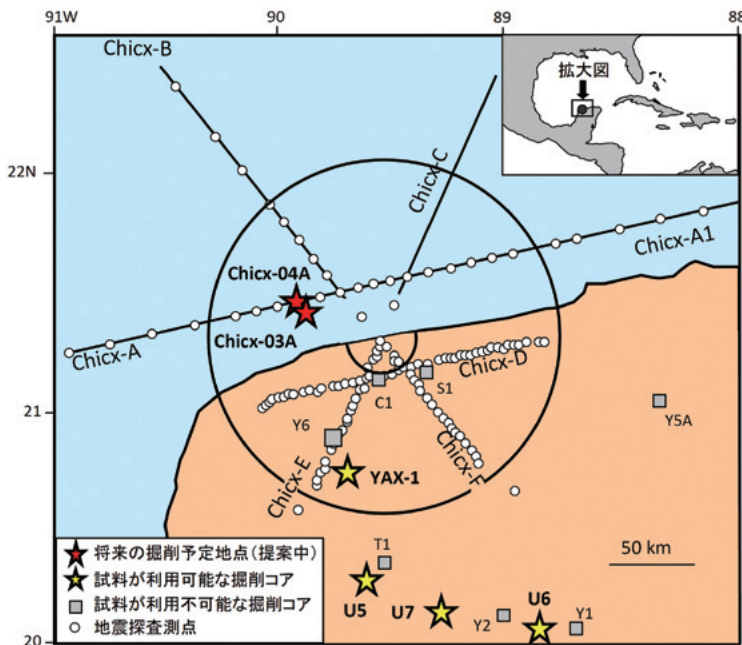 91W
90
89
88
Chicx-B
拡大図
22N
Chicx-C
Chicx-A1
Chicx-04A
Chicx-03A
Chicx-A
Chicx-D
C1
S1
21
Y6
Y5A
Chicx-E
YAX-1
Chicx-F
将来の掘削予定地点(提案中)
試料が利用可能な掘削コア
試料が利用不可能な掘削コア
地震探査測点
T1
50 km
U5
U7
Y2
U6
Y1
20